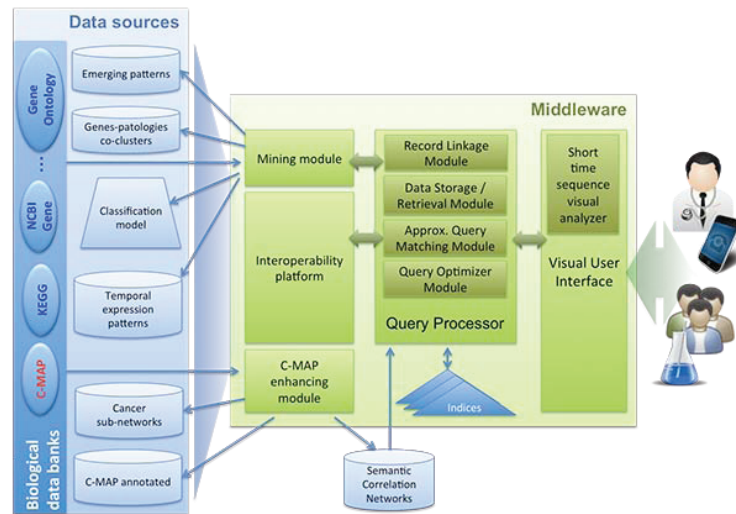 Data sources
Gene
Ontology
...
NCBI
Gene
KEGG
C-MAP
Biological
data banks
Emerging patterns
Genes-patologies
co-clusters
Classification
model
Temporal
expression
patterns
Cancer
sub-networks
C-MAP annotated
Middleware
Mining module
Interoperability
platform
C-MAP
enhancing
module
Record Linkage
Module
Data Storage /
Retrieval Module
Approx. Query
Matching Module
Query Optimizer
Module
Query Processor
Indices
Short
time
sequence
visual
analyzer
Visual User
Interface
Semantic
Correlation
Networks